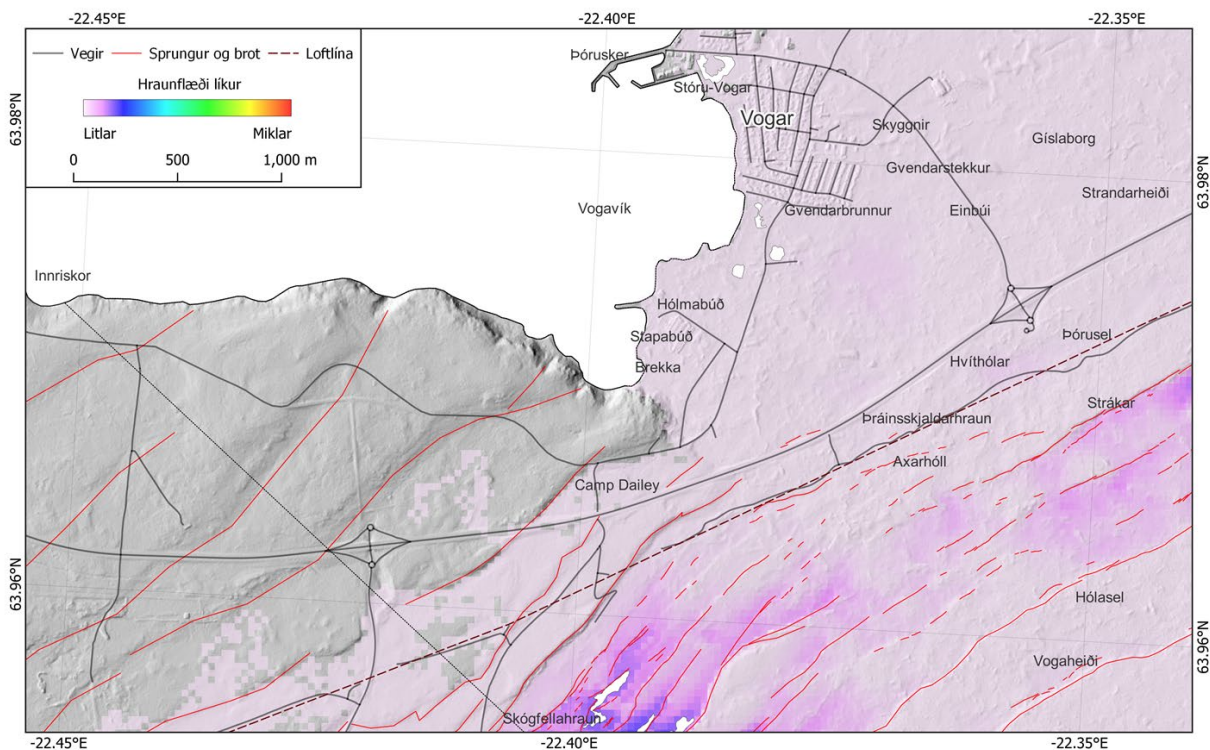 -22.45°E
-22.40°E
-22.35°E
Vegir
Sprungur og brot
Loftlína
Hraunflæði líkur
Litlar
Miklar
0
500
1,000 m
63.98°N
63.98°N
Þórusker
Stóru-Vogar
Vogar
Skyggnir
Gíslaborg
Gvendarstekkur
Strandarheiði
Vogavík
Gvendarbrunnur
Einbúi
Innriskor
Hólmabúð
Stapabúð
Brekka
Þórusel
Hvíthólar
Strákar
Þráinsskjaldarhraun
Axarhóll
Camp Dailey
63.96°N
Hólasel
63.96°N
Vogaheiði
Skógfellahraun
-22.45°E
-22.40°E
-22.35°E